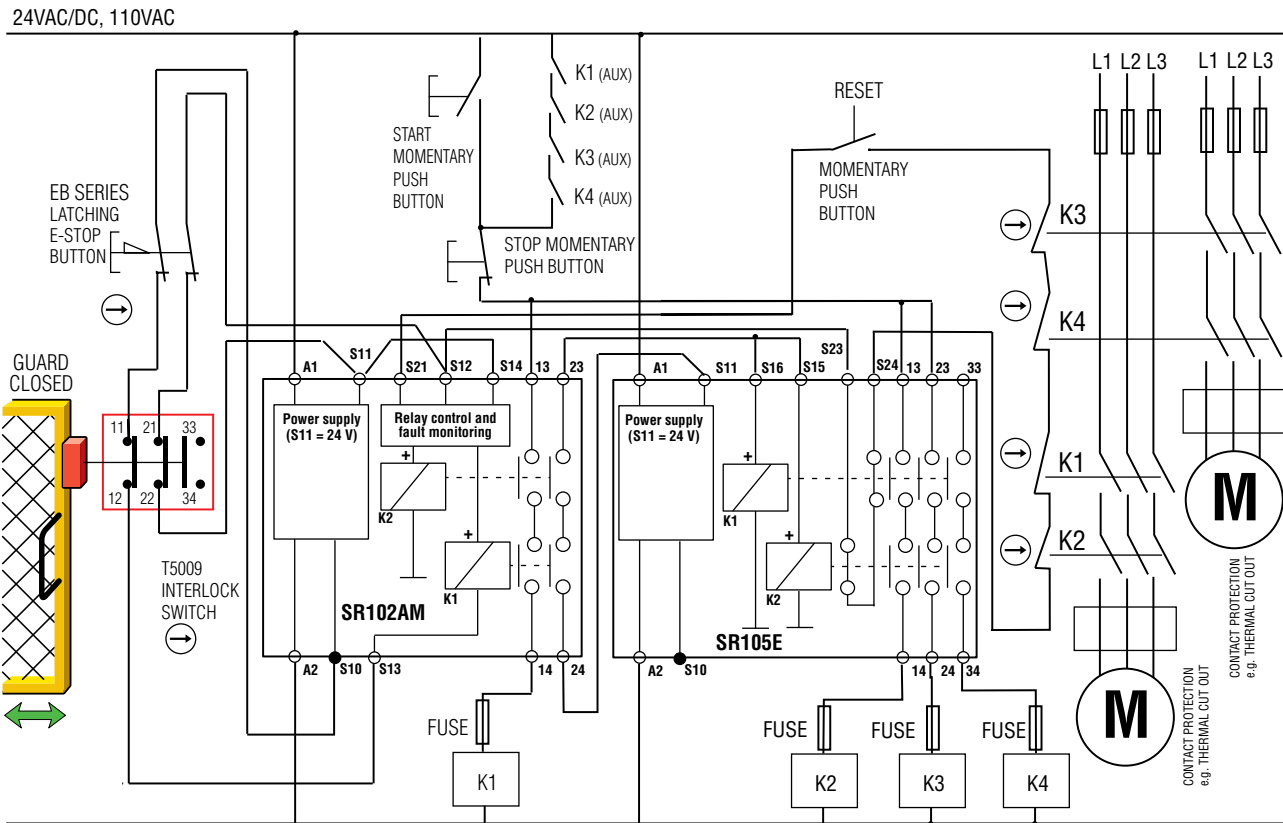 24VAC/DC, 110VAC
K1 (AUX)
K2 (AUX)
K3 (AUX)
K4 (AUX)
START
MOMENTARY
PUSH
BUTTON
STOP MOMENTARY
PUSH BUTTON
RESET
MOMENTARY
PUSH
BUTTON
L1 L2 L3
L1 L2 L3
EB SERIES
LATCHING
E-STOP
BUTTON
K3
K4
K1
K2
GUARD
CLOSED
11 21 33
12 22 34
T5009
INTERLOCK
SWITCH
A1 S11 S21 S12 S14 13 23
Power supply
(S11 = 24 V)
Relay control and
fault monitoring
+
K2
+
K1
SR102AM
A2 S10 S13 14 24
A1 S11 S16 S15 S23 S24 13 23 33
Power supply
(S11 = 24 V)
+
K1
+
K2
SR105E
A2 S10 14 24 34
FUSE
K1
FUSE
K2
FUSE
K3
FUSE
K4
M
CONTACT PROTECTION
e.g. THERMAL CUT OUT
M
CONTACT PROTECTION
e.g. THERMAL CUT OUT